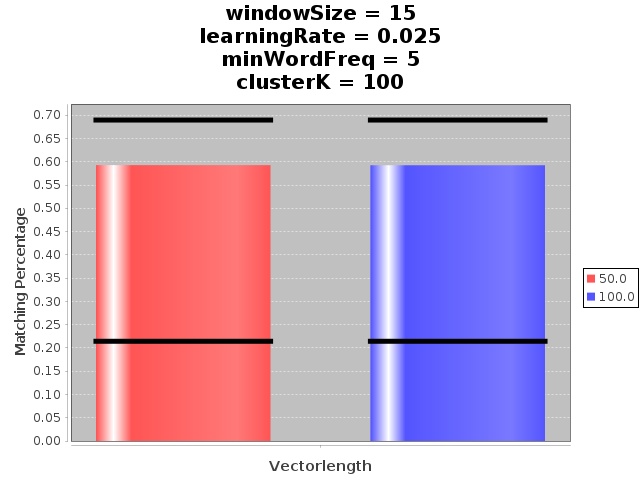 windowSize = 15
learningRate = 0.025
minWordFreq = 5
clusterK = 100
Matching Percentage
0.70
0.65
0.60
0.55
0.50
0.45
0.40
0.35
0.30
0.25
0.20
0.15
0.10
0.05
0.00
Vectorlength
50.0
100.0